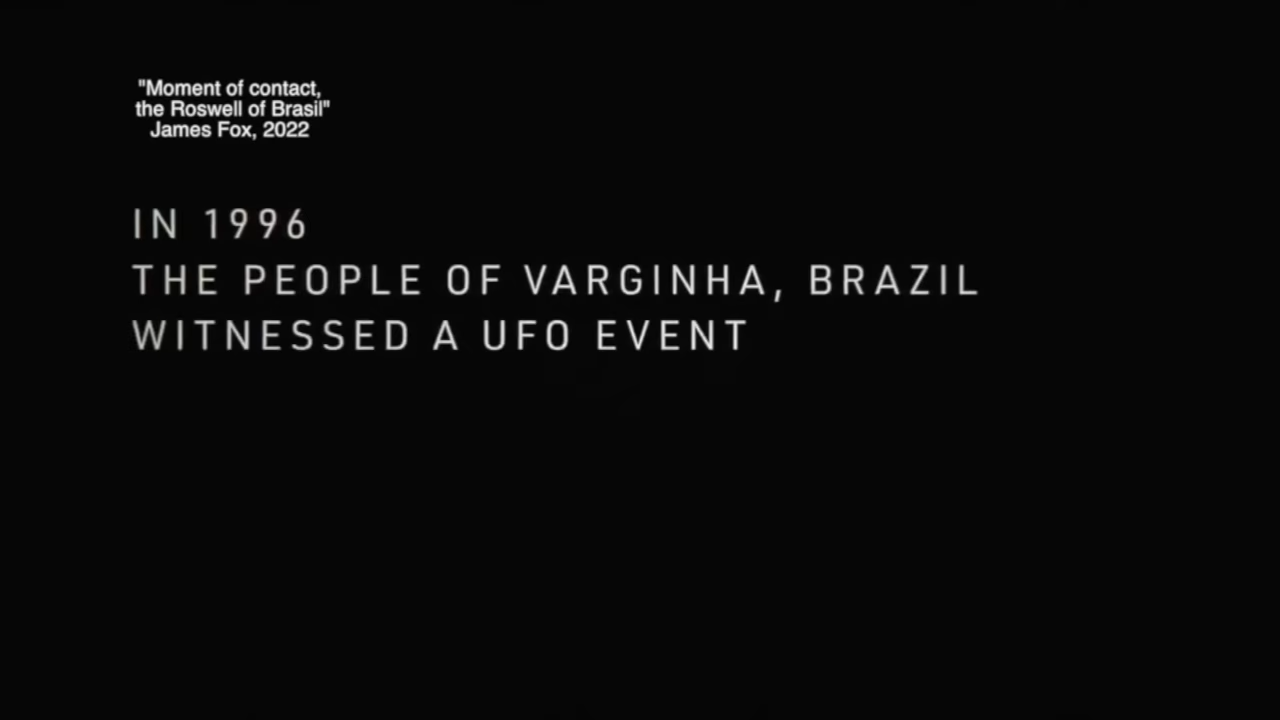 "Moment of contact,
the Roswell of Brasil"
James Fox, 2022
IN 1996
THE PEOPLE OF VARGINHA, BRAZIL
WITNESSED A UFO EVENT